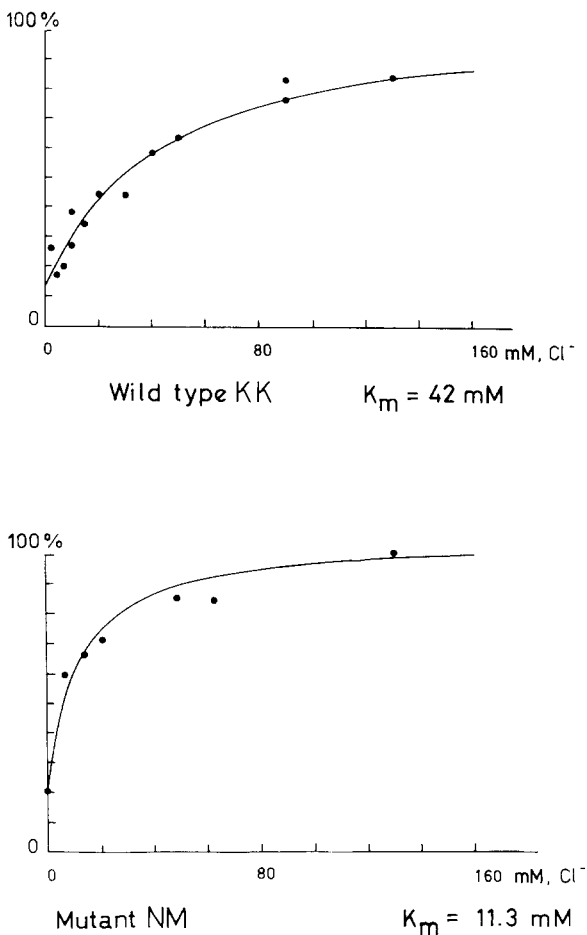 100%
0
0 80 160 mM, Cl⁻
Wild type KK Kₘ = 42 mM
100%
0
0 80 160 mM, Cl⁻
Mutant NM Kₘ = 11.3 mM